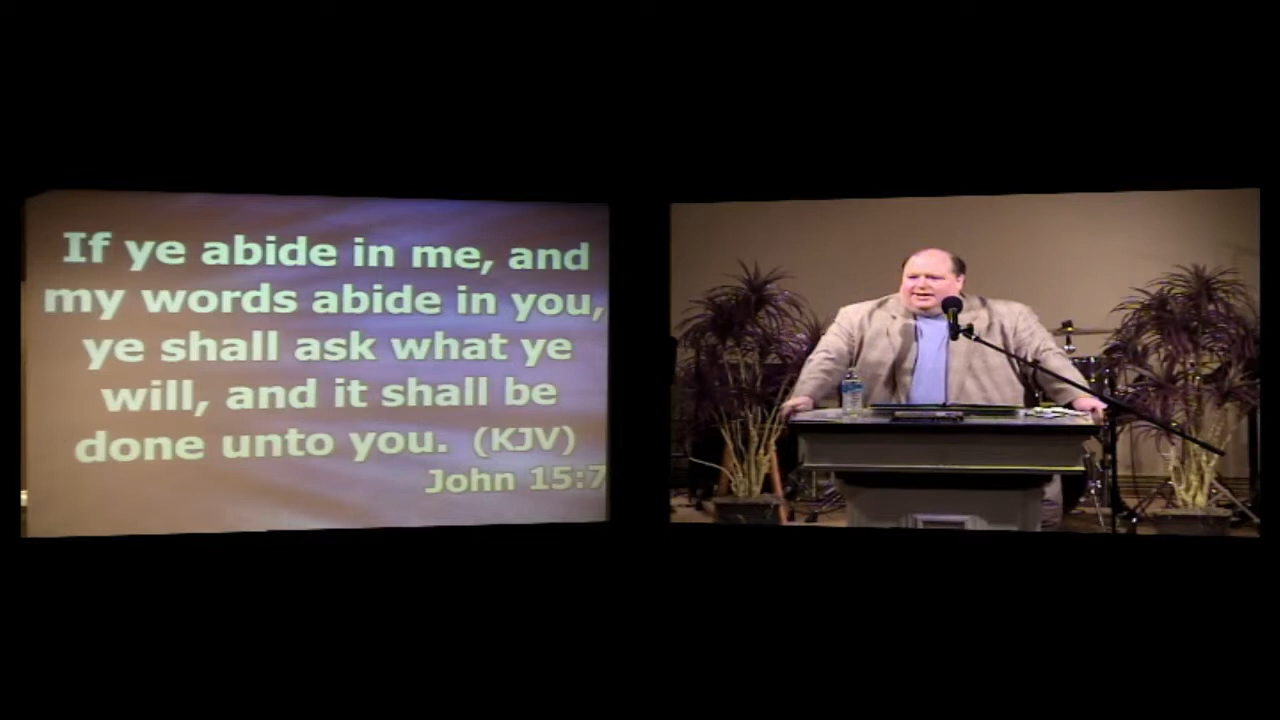 If ye abide in me, and
my words abide in you,
ye shall ask what ye
will, and it shall be
done unto you. (KJV)
John 15:7